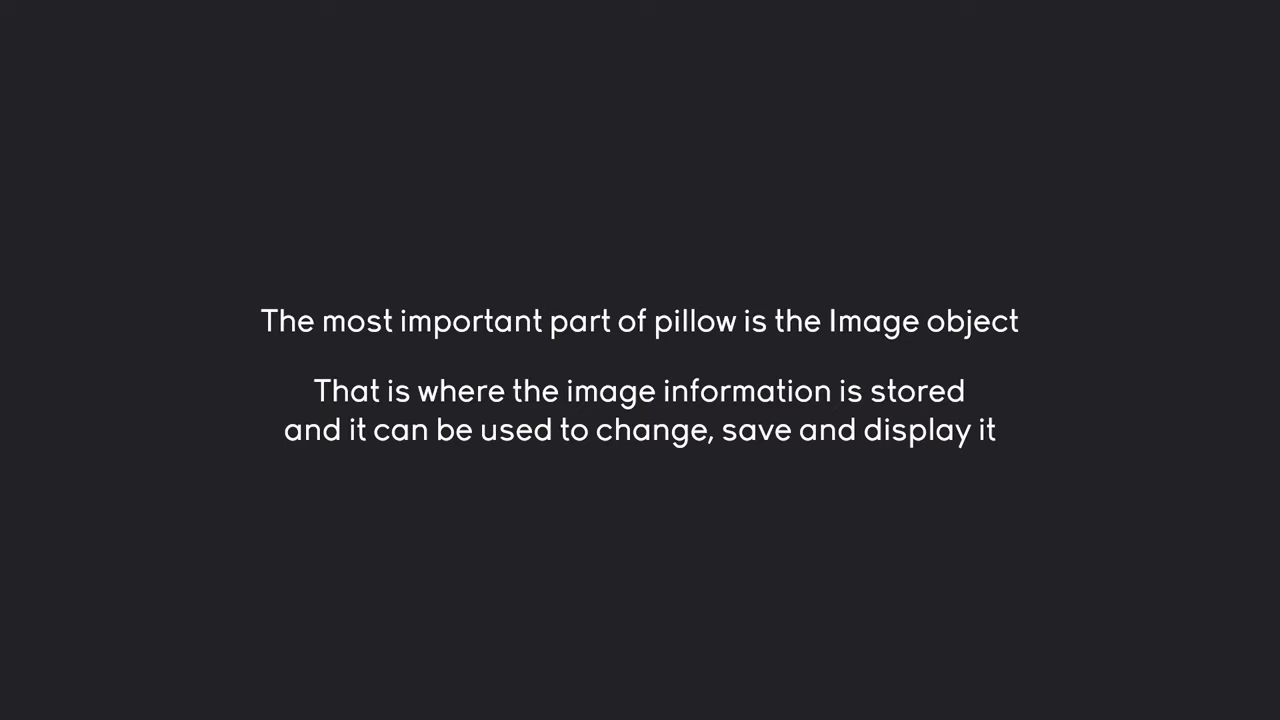 The most important part of pillow is the Image object
That is where the image information is stored
and it can be used to change, save and display it